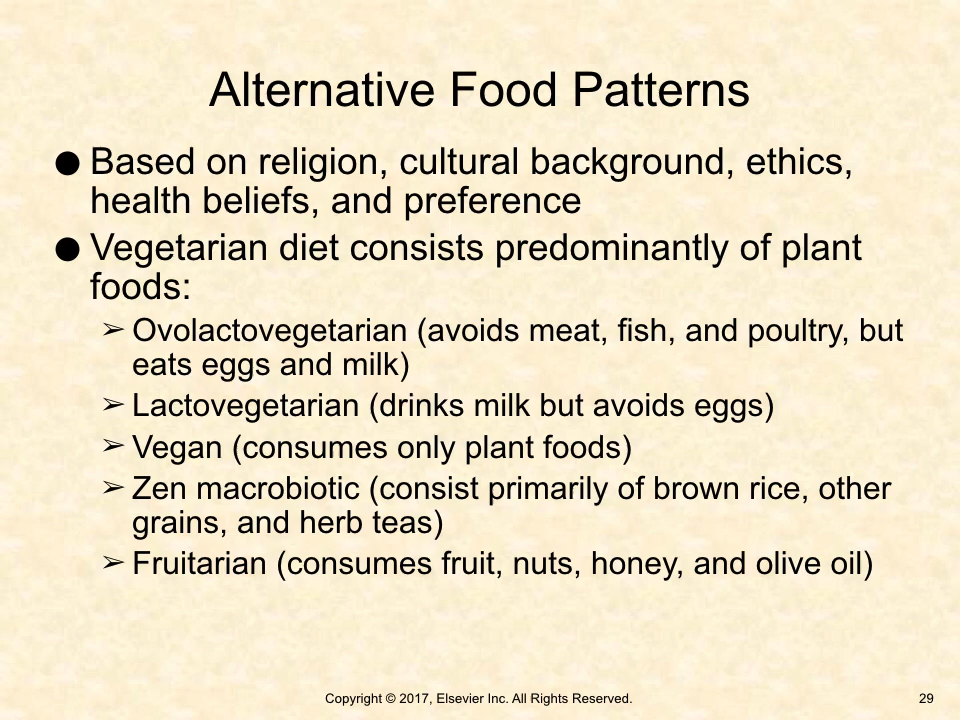 Alternative Food Patterns
● Based on religion, cultural background, ethics,
health beliefs, and preference
● Vegetarian diet consists predominantly of plant
foods:
➢ Ovolactovegetarian (avoids meat, fish, and poultry, but
eats eggs and milk)
➢ Lactovegetarian (drinks milk but avoids eggs)
➢ Vegan (consumes only plant foods)
➢ Zen macrobiotic (consist primarily of brown rice, other
grains, and herb teas)
➢ Fruitarian (consumes fruit, nuts, honey, and olive oil)
Copyright © 2017, Elsevier Inc. All Rights Reserved. 29